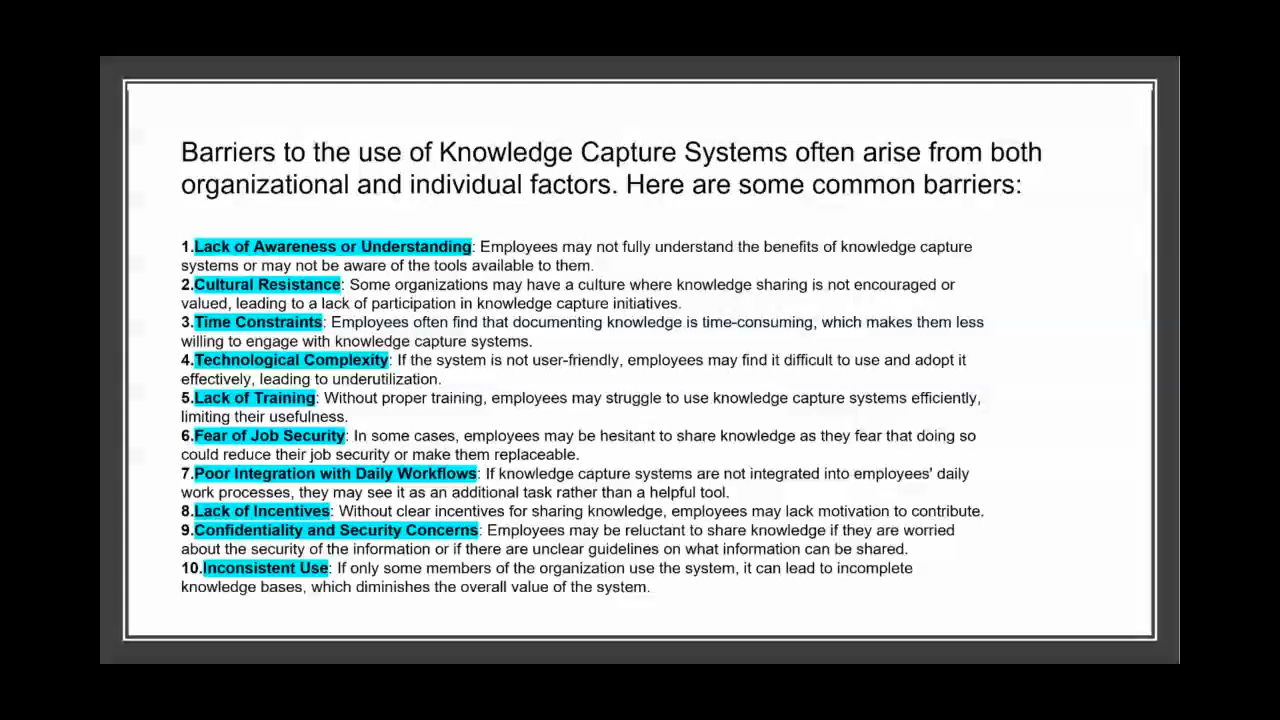 Barriers to the use of Knowledge Capture Systems often arise from both
organizational and individual factors. Here are some common barriers:
1.Lack of Awareness or Understanding: Employees may not fully understand the benefits of knowledge capture
systems or may not be aware of the tools available to them.
2.Cultural Resistance: Some organizations may have a culture where knowledge sharing is not encouraged or
valued, leading to a lack of participation in knowledge capture initiatives.
3.Time Constraints: Employees often find that documenting knowledge is time-consuming, which makes them less
willing to engage with knowledge capture systems.
4.Technological Complexity: If the system is not user-friendly, employees may find it difficult to use and adopt it
effectively, leading to underutilization.
5.Lack of Training: Without proper training, employees may struggle to use knowledge capture systems efficiently,
limiting their usefulness.
6.Fear of Job Security: In some cases, employees may be hesitant to share knowledge as they fear that doing so
could reduce their job security or make them replaceable.
7.Poor Integration with Daily Workflows: If knowledge capture systems are not integrated into employees' daily
work processes, they may see it as an additional task rather than a helpful tool.
8.Lack of Incentives: Without clear incentives for sharing knowledge, employees may lack motivation to contribute.
9.Confidentiality and Security Concerns: Employees may be reluctant to share knowledge if they are worried
about the security of the information or if there are unclear guidelines on what information can be shared.
10.Inconsistent Use: If only some members of the organization use the system, it can lead to incomplete
knowledge bases, which diminishes the overall value of the system.